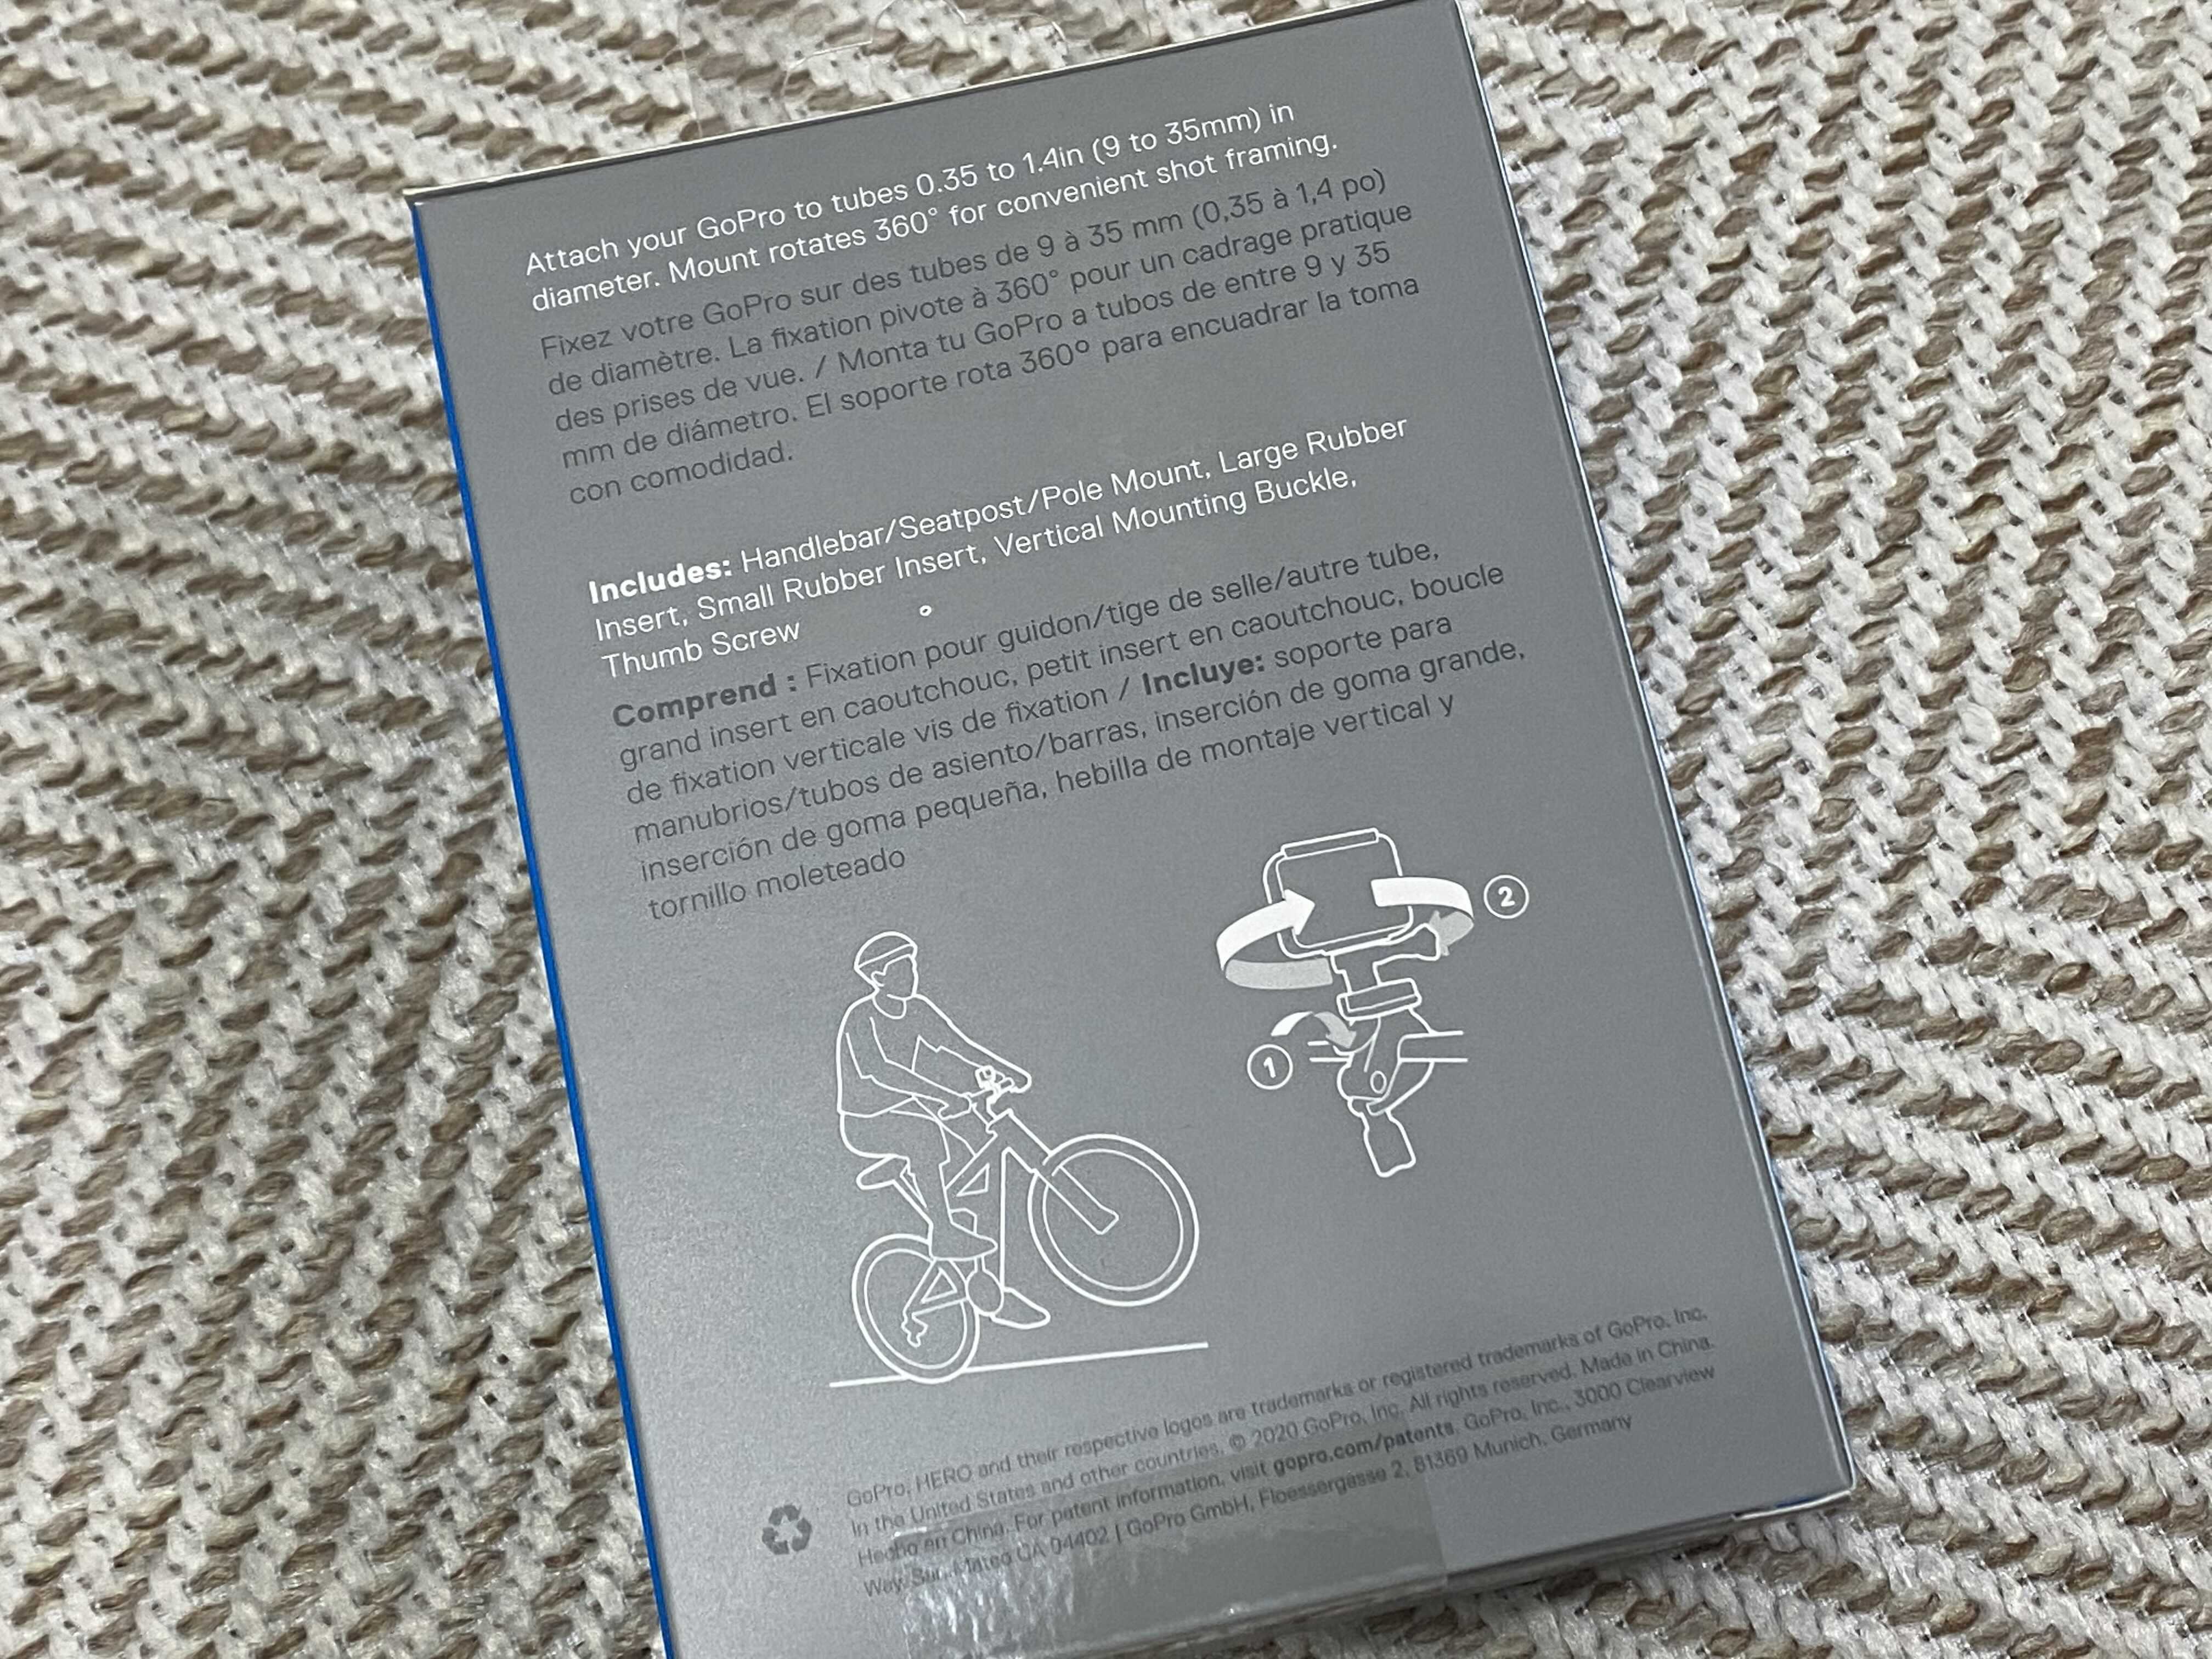 Attach your GoPro to tubes 0.35 to 1.4in (9 to 35mm) in
diameter. Mount rotates 360° for convenient shot framing.
Fixez votre GoPro sur des tubes de 9 à 35 mm (0,35 à 1,4 po)
de diamètre. La fixation pivote à 360° pour un cadrage pratique
des prises de vue. / Monta tu GoPro a tubos de entre 9 y 35
mm de diámetro. El soporte rota 360º para encuadrar la toma
con comodidad.
Includes: Handlebar/Seatpost/Pole Mount, Large Rubber
Insert, Small Rubber Insert, Vertical Mounting Buckle,
Thumb Screw
Comprend : Fixation pour guidon/tige de selle/autre tube,
grand insert en caoutchouc, petit insert en caoutchouc, boucle
de fixation verticale vis de fixation / Incluye: soporte para
manubrios/tubos de asiento/barras, inserción de goma grande,
inserción de goma pequeña, hebilla de montaje vertical y
tornillo moleteado
2
1
GoPro, HERO and their respective logos are trademarks or registered trademarks of GoPro, Inc.
in the United States and other countries. © 2020 GoPro, Inc. All rights reserved. Made in China.
Hecho en China. For patent information, visit gopro.com/patents. GoPro, Inc., 3000 Clearview
Way, San Mateo CA 94402 | GoPro GmbH, Floessergasse 2, 81369 Munich, Germany